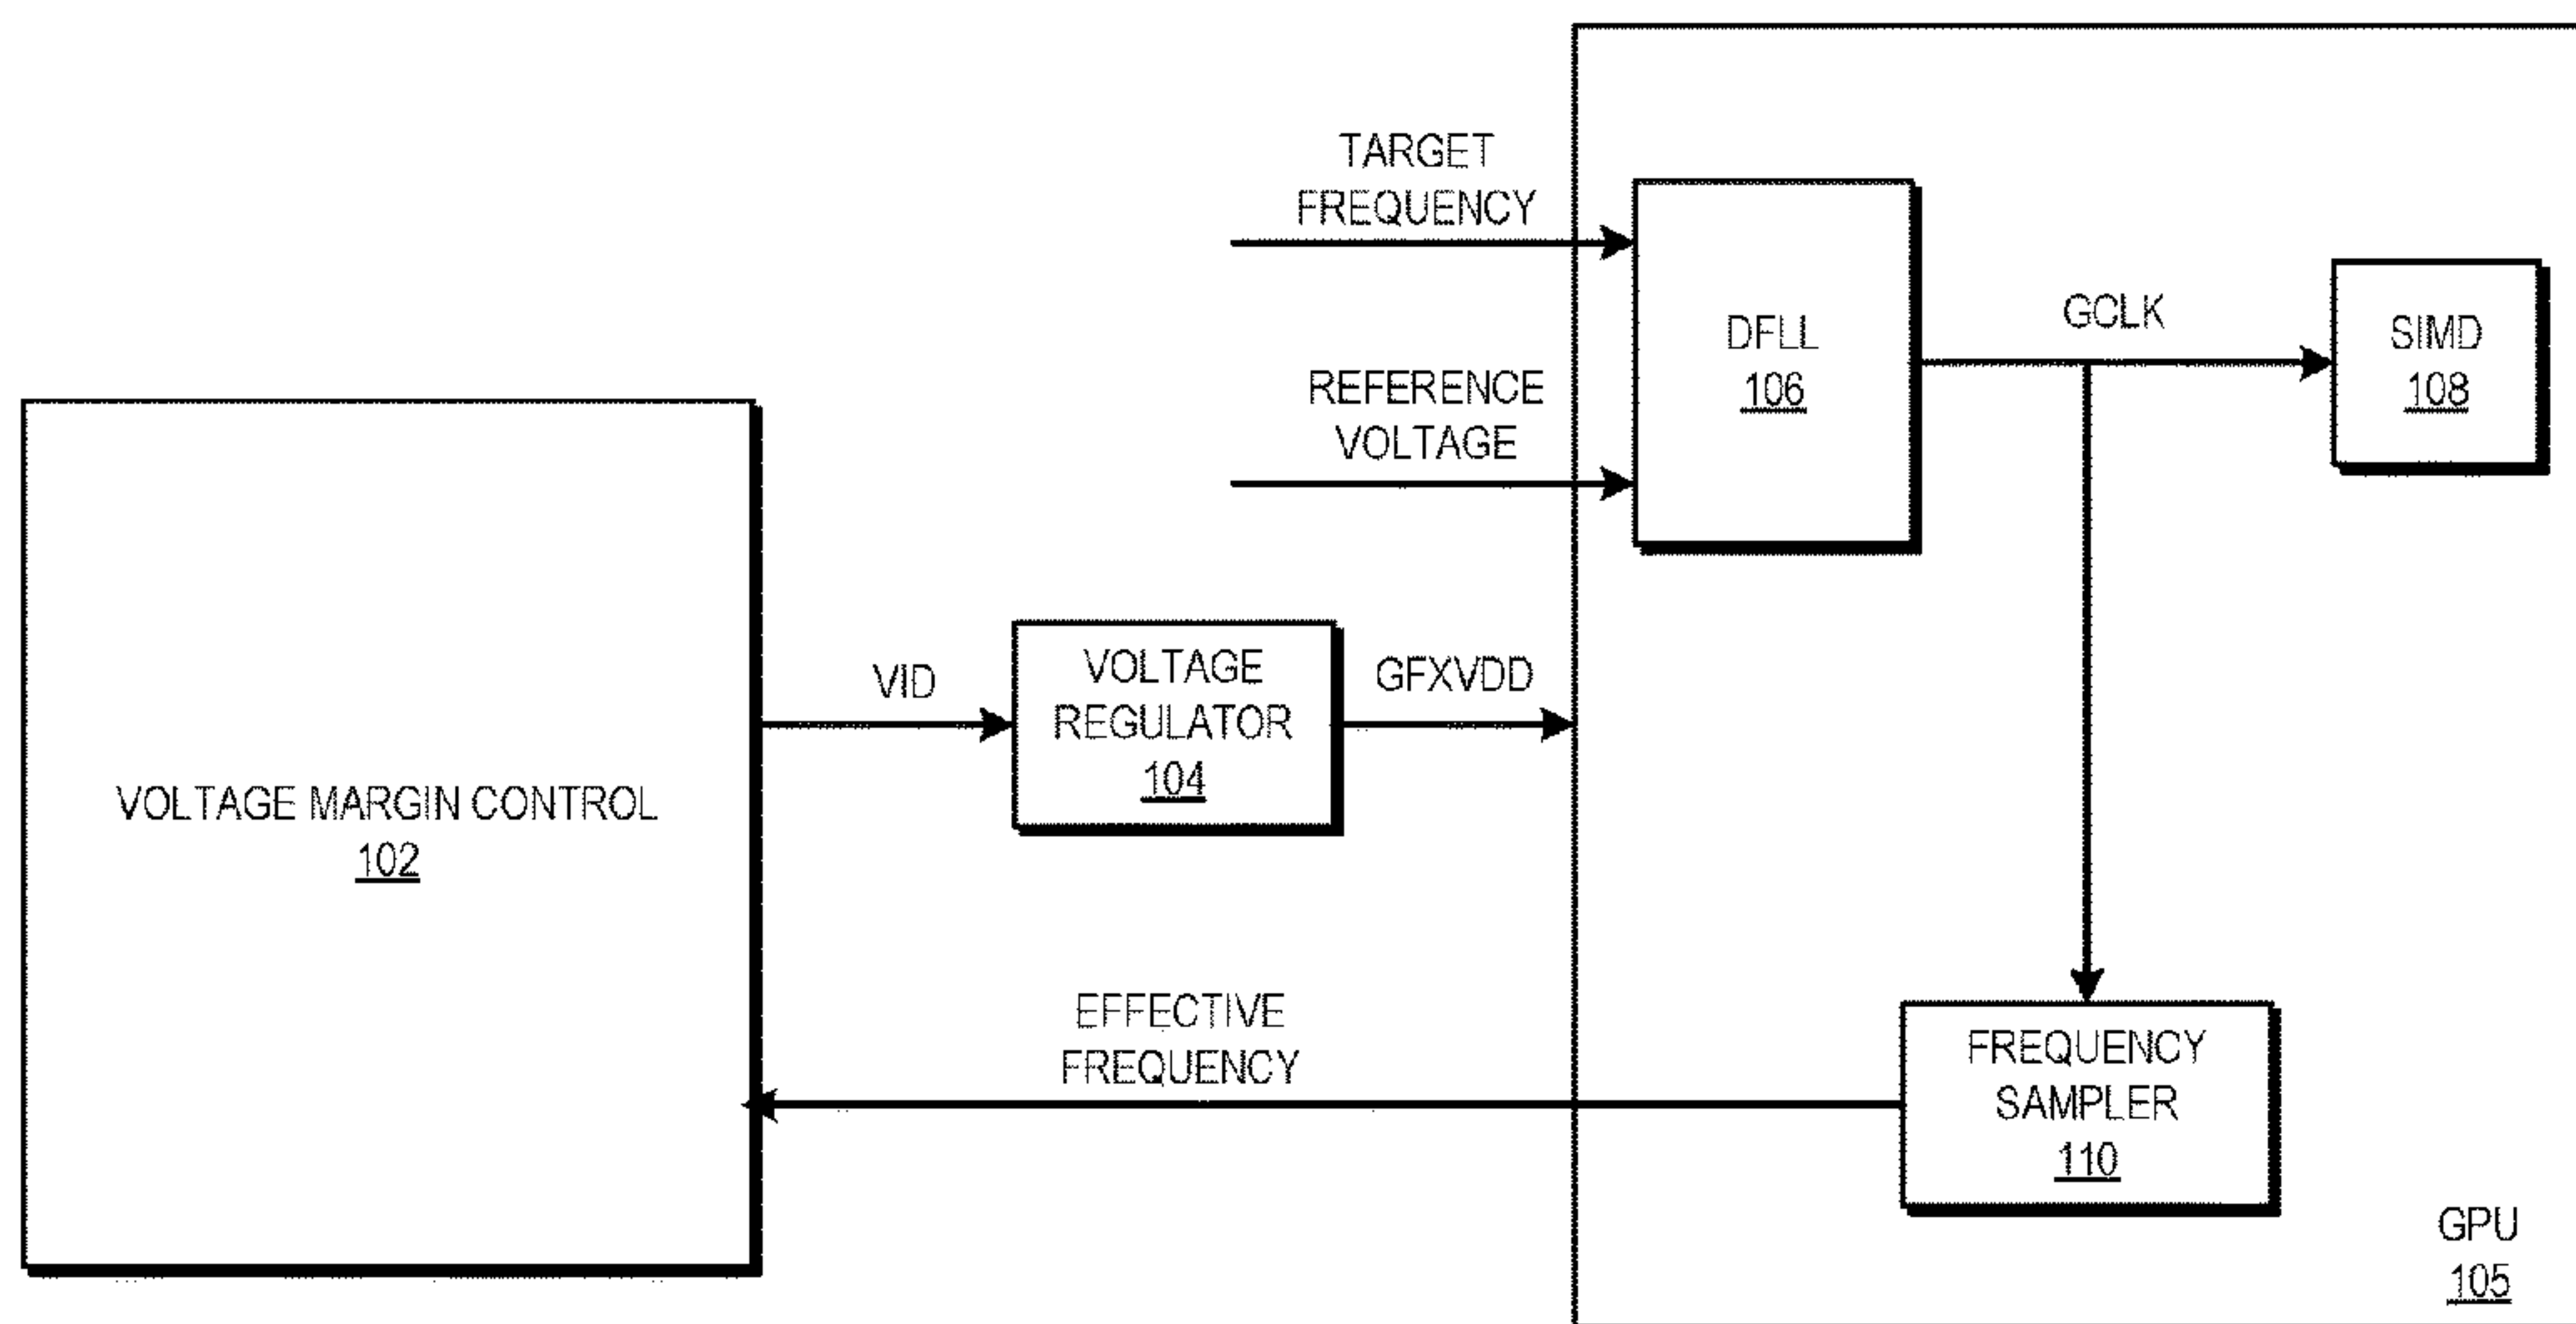 TARGET
FREQUENCY
REFERENCE
VOLTAGE
DFLL
106
GCLK
SIMD
108
VOLTAGE MARGIN CONTROL
102
VID
VOLTAGE
REGULATOR
104
GFXVDD
EFFECTIVE
FREQUENCY
FREQUENCY
SAMPLER
110
GPU
105